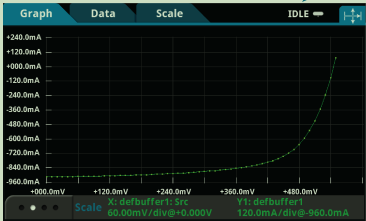 Graph Data Scale IDLE
+240.0mA
+120.0mA
+000.0mA
-120.0mA
-240.0mA
-360.0mA
-480.0mA
-600.0mA
-720.0mA
-840.0mA
-960.0mA
+000.0mV +120.0mV +240.0mV +360.0mV +480.0mV
Scale X: defbuffer1: Src Y1: defbuffer1
60.00mV/div@+0.000V 120.0mA/div@-960.0mA